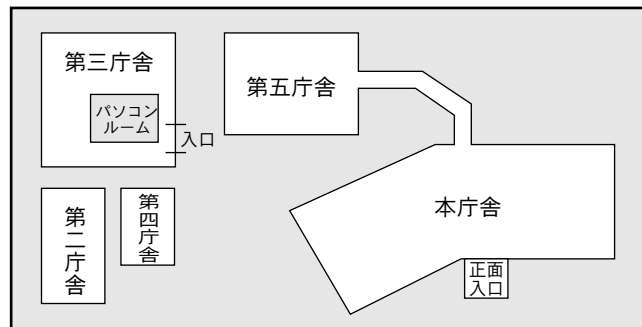 第三庁舎
パソコン
ルーム
入口
第五庁舎
本庁舎
正面
入口
第二庁舎
第四庁舎